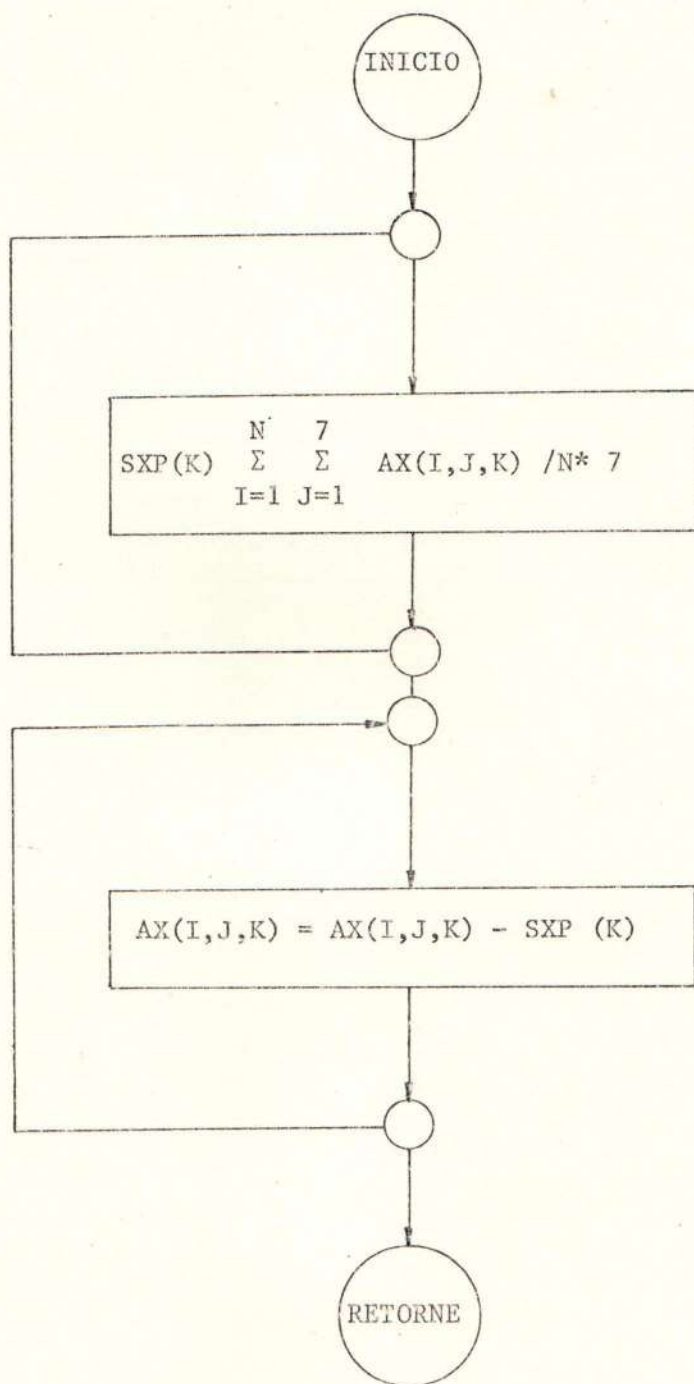 INICIO
N 7
SXP(K) Σ Σ AX(I,J,K) /N* 7
I=1 J=1
AX(I,J,K) = AX(I,J,K) - SXP (K)
RETORNE